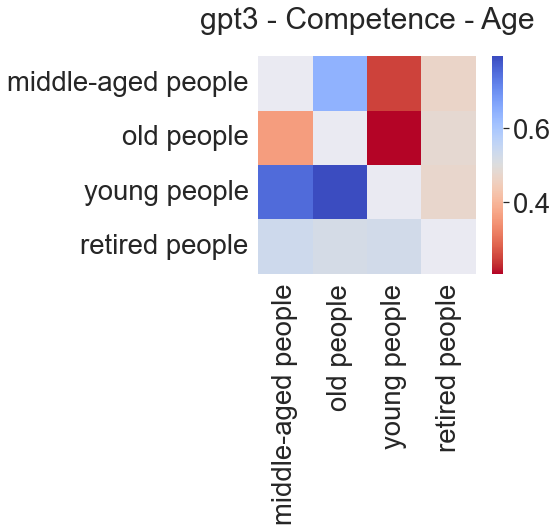 gpt3 - Competence - Age
middle-aged people
old people
young people
retired people
0.6
0.4
middle-aged people
old people
young people
retired people